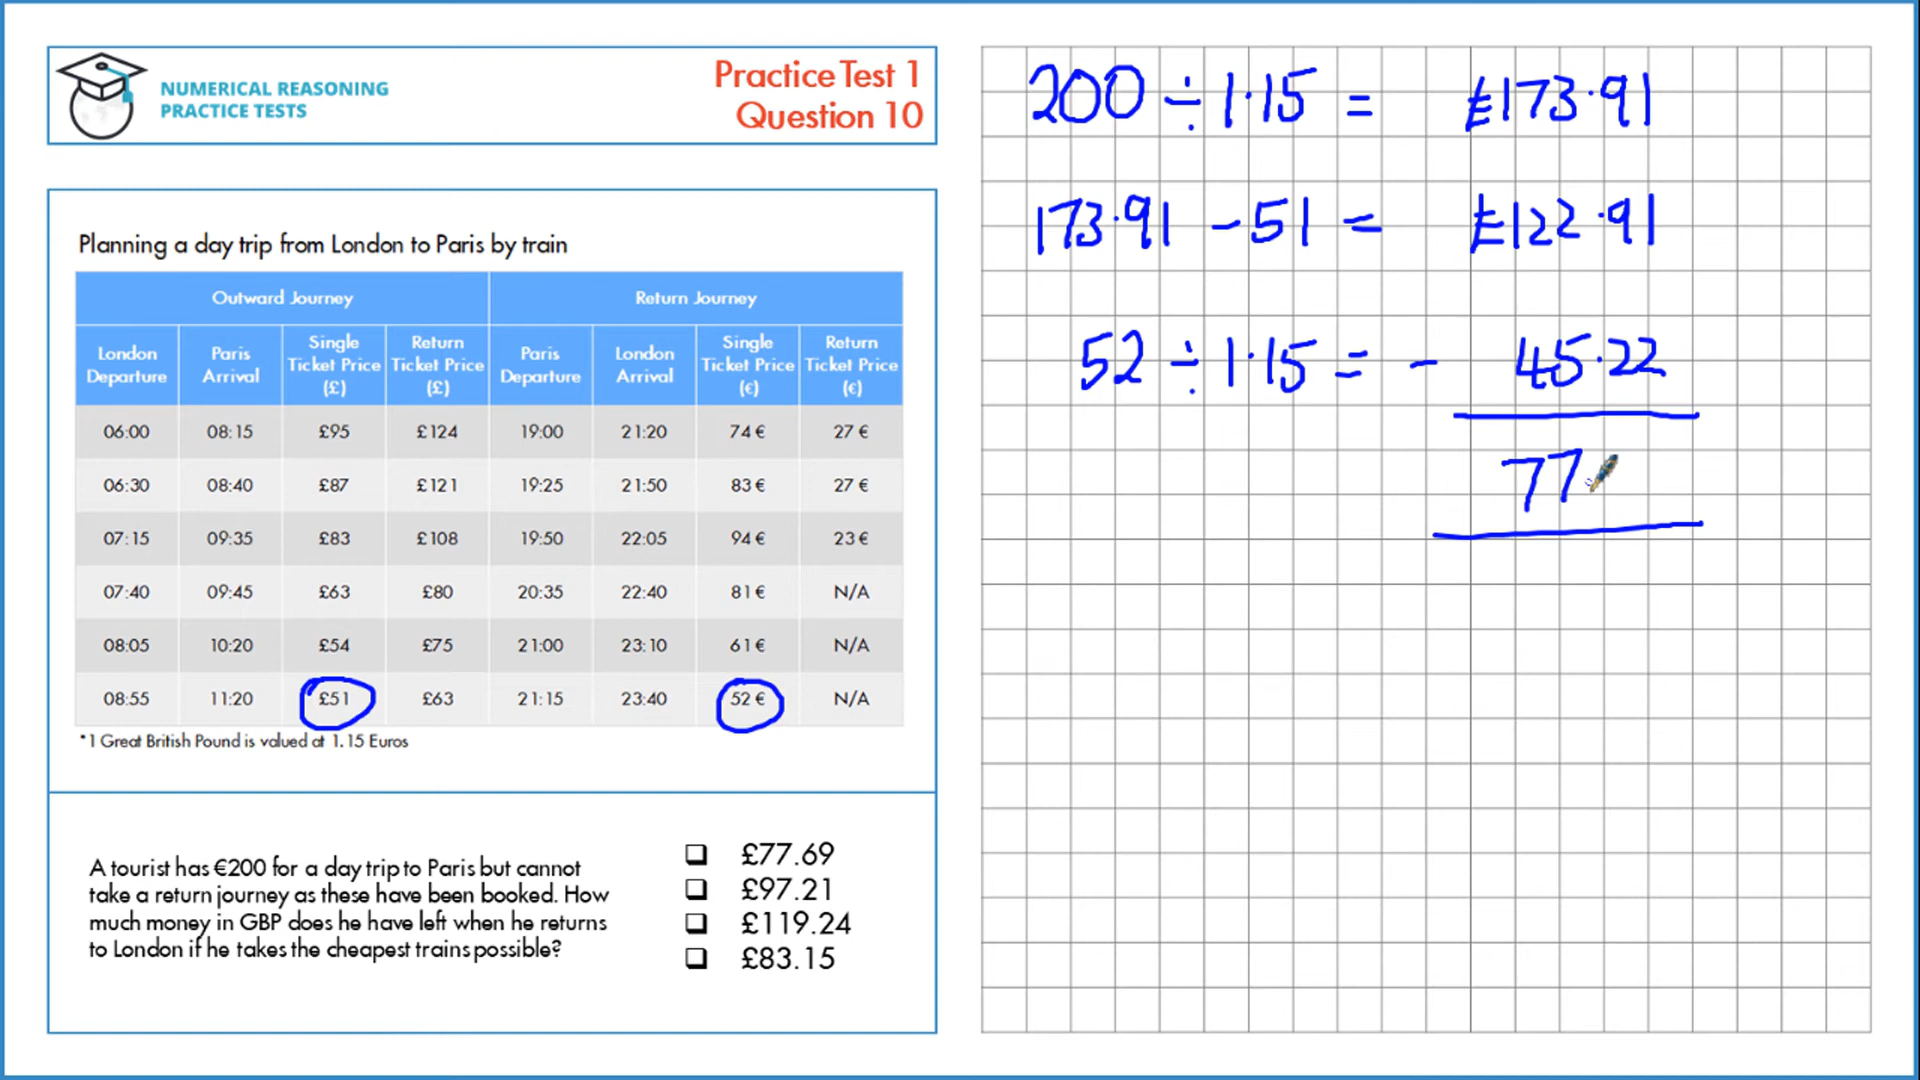 NUMERICAL REASONING
PRACTICE TESTS
Practice Test 1
Question 10
Planning a day trip from London to Paris by train
Outward Journey Return Journey
London Departure Paris Arrival Single Ticket Price (£) Return Ticket Price (£) Paris Departure London Arrival Single Ticket Price (€) Return Ticket Price (€)
06:00 08:15 £95 £124 19:00 21:20 74 € 27 €
06:30 08:40 £87 £121 19:25 21:50 83 € 27 €
07:15 09:35 £83 £108 19:50 22:05 94 € 23 €
07:40 09:45 £63 £80 20:35 22:40 81 € N/A
08:05 10:20 £54 £75 21:00 23:10 61 € N/A
08:55 11:20 £51 £63 21:15 23:40 52 € N/A
*1 Great British Pound is valued at 1.15 Euros
A tourist has €200 for a day trip to Paris but cannot
take a return journey as these have been booked. How
much money in GBP does he have left when he returns
to London if he takes the cheapest trains possible?
£77.69
£97.21
£119.24
£83.15
200 ÷ 1·15 = £173·91
173·91 - 51 = £122·91
52 ÷ 1·15 = - 45·22
77